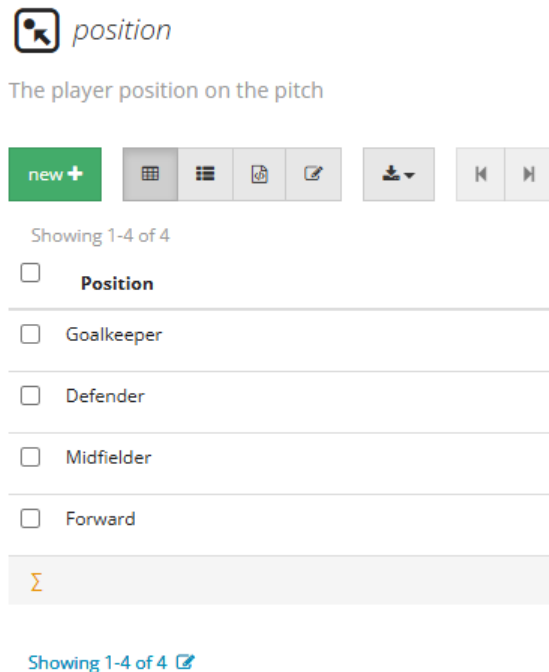 position
The player position on the pitch
new
Showing 1-4 of 4
Position
Goalkeeper
Defender
Midfielder
Forward
Σ
Showing 1-4 of 4